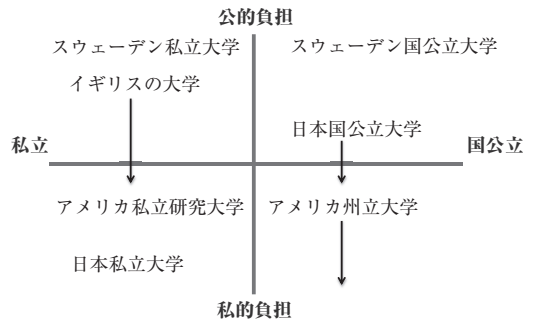 公的負担
スウェーデン私立大学
スウェーデン国公立大学
イギリスの大学
日本国公立大学
私立
国公立
アメリカ私立研究大学
アメリカ州立大学
日本私立大学
私的負担